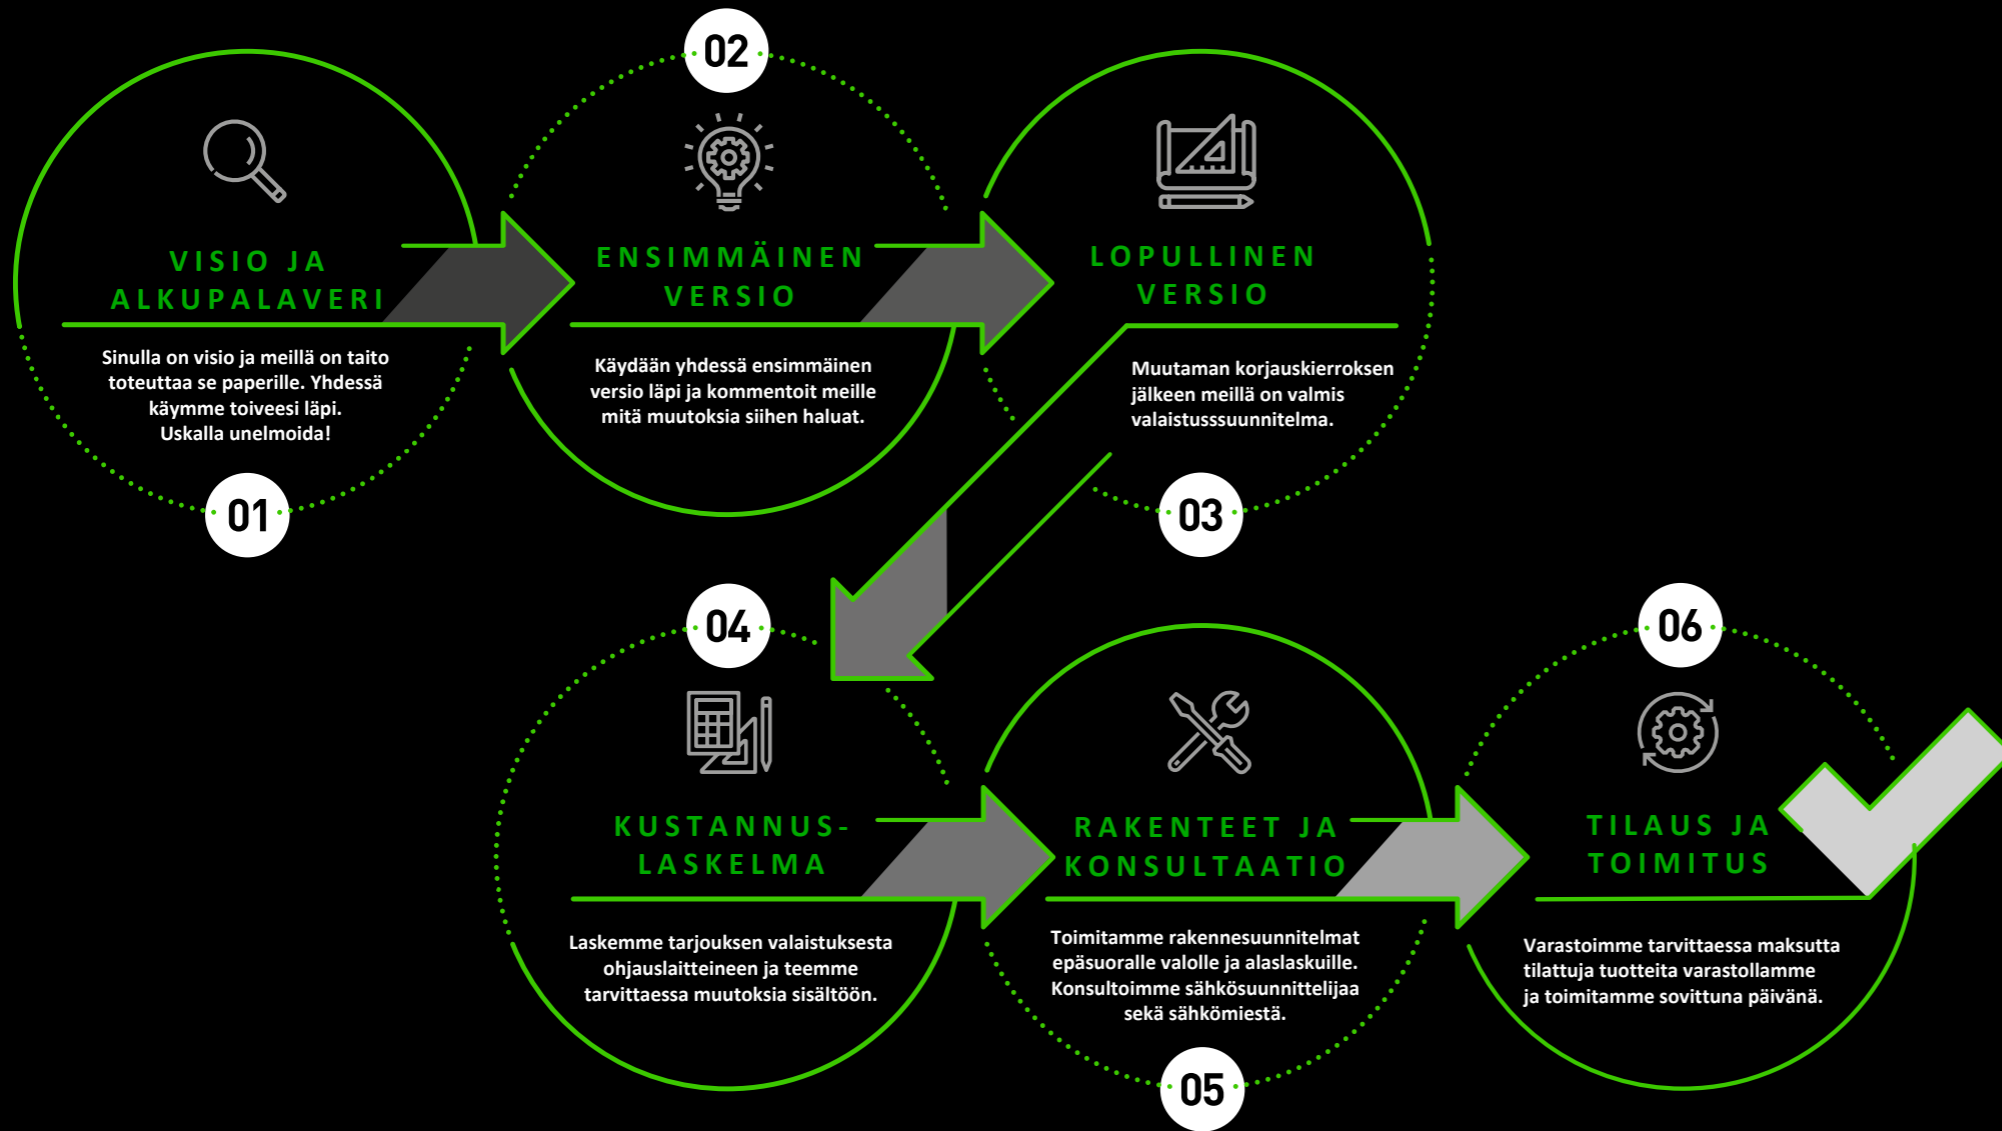 01
VISIO JA
ALKUPALAVERI
Sinulla on visio ja meillä on taito
toteuttaa se paperille. Yhdessä
käymme toiveesi läpi.
Uskalla unelmoida!
02
ENSIMMÄINEN
VERSIO
Käydään yhdessä ensimmäinen
versio läpi ja kommentoit meille
mitä muutoksia siihen haluat.
03
LOPULLINEN
VERSIO
Muutaman korjauskierroksen
jälkeen meillä on valmis
valaistusssuunnitelma.
04
KUSTANNUS-
LASKELMA
Laskemme tarjouksen valaistuksesta
ohjauslaitteineen ja teemme
tarvittaessa muutoksia sisältöön.
05
RAKENTEET JA
KONSULTAATIO
Toimitamme rakennesuunnitelmat
epäsuoralle valolle ja alaslaskuille.
Konsultoimme sähkösuunnittelijaa
sekä sähkömiestä.
06
TILAUS JA
TOIMITUS
Varastoimme tarvittaessa maksutta
tilattuja tuotteita varastollamme
ja toimitamme sovittuna päivänä.